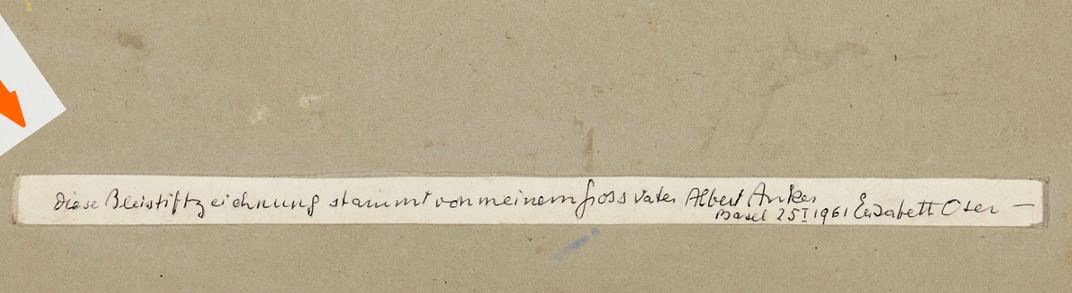 diese Bleistiftzeichnung stammt von meinem Grossvater Albert Anker
Basel 25 I 1961 Elisabeth Oser —